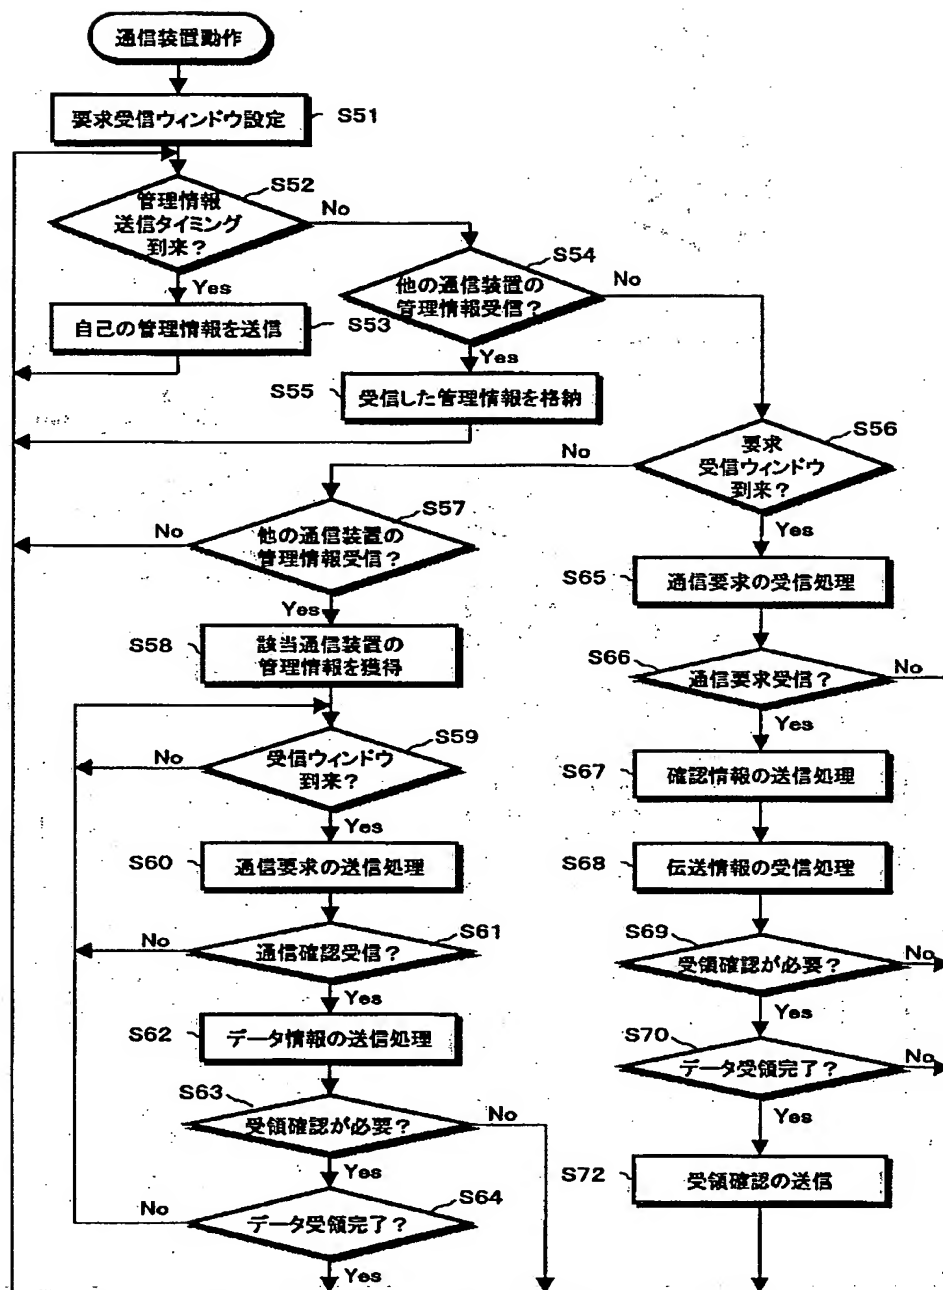 通信装置動作
要求受信ウィンドウ設定
S51
管理情報
送信タイミング
到来？
S52
No
Yes
自己の管理情報を送信
S53
他の通信装置の
管理情報受信？
S54
No
Yes
S55
受信した管理情報を格納
要求
受信ウィンドウ
到来？
S56
No
Yes
他の通信装置の
管理情報受信？
S57
No
Yes
S58
該当通信装置の
管理情報を獲得
受信ウィンドウ
到来？
S59
No
Yes
S60
通信要求の送信処理
通信確認受信？
S61
No
Yes
S62
データ情報の送信処理
S63
受領確認が必要？
No
Yes
S64
データ受領完了？
No
Yes
S65
通信要求の受信処理
S66
通信要求受信？
No
Yes
S67
確認情報の送信処理
S68
伝送情報の受信処理
S69
受領確認が必要？
No
Yes
S70
データ受領完了？
No
Yes
S72
受領確認の送信